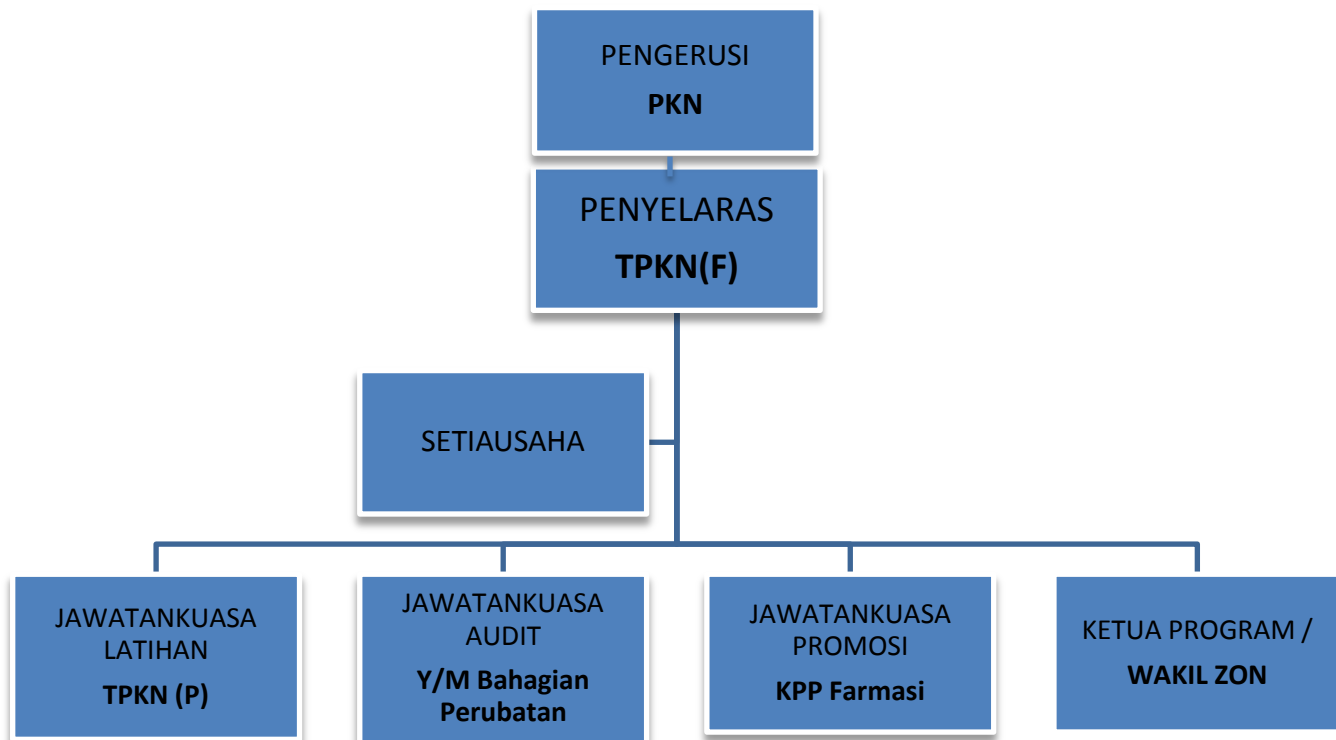 PENGERUSI
PKN
PENYELARAS
TPKN(F)
SETIAUSAHA
JAWATANKUASA
LATIHAN
TPKN (P)
JAWATANKUASA
AUDIT
Y/M Bahagian
Perubatan
JAWATANKUASA
PROMOSI
KPP Farmasi
KETUA PROGRAM /
WAKIL ZON